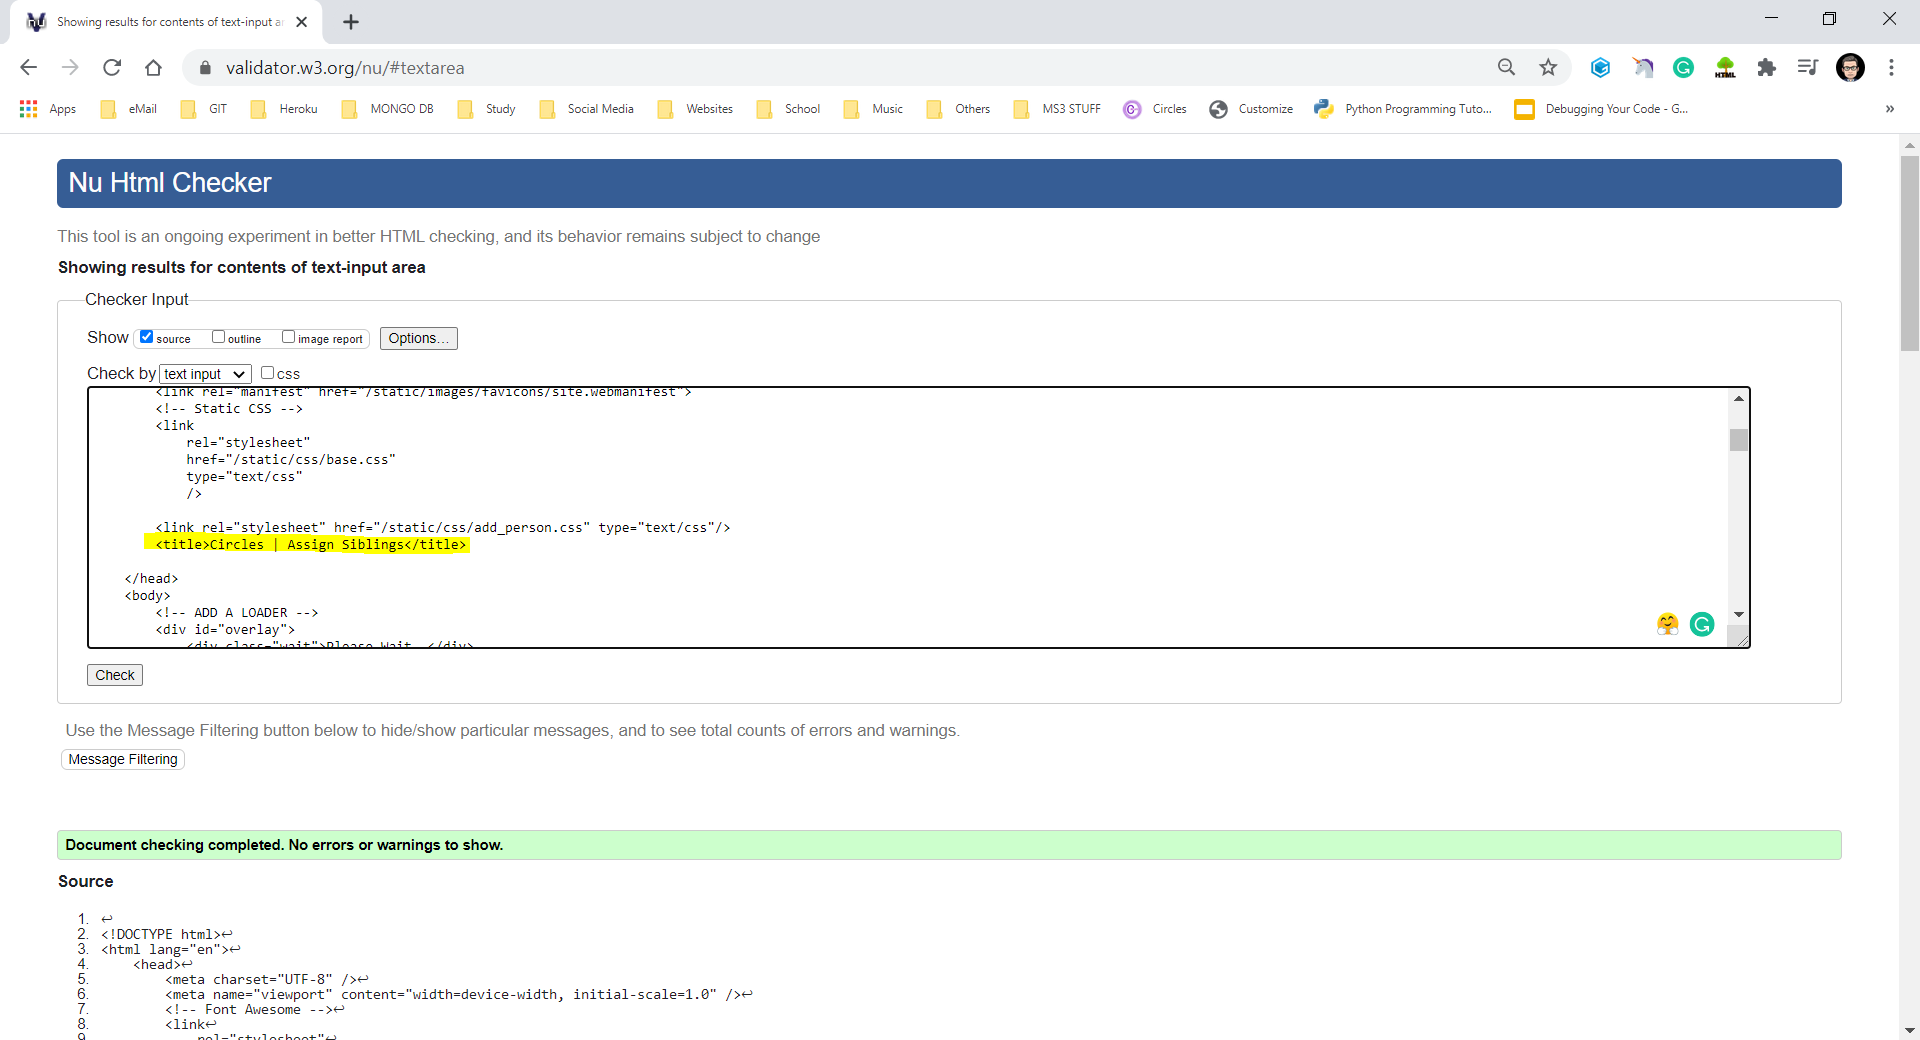 Showing results for contents of text-input ar
validator.w3.org/nu/#textarea
Apps eMail GIT Heroku MONGO DB Study Social Media Websites School Music Others MS3 STUFF Circles Customize Python Programming Tuto... Debugging Your Code - G... »
Nu Html Checker
This tool is an ongoing experiment in better HTML checking, and its behavior remains subject to change
Showing results for contents of text-input area
Checker Input
Show source outline image report Options...
Check by text input css
<link rel="manifest" href="/static/images/favicons/site.webmanifest">
<!-- Static CSS -->
<link
rel="stylesheet"
href="/static/css/base.css"
type="text/css"
/>
<link rel="stylesheet" href="/static/css/add_person.css" type="text/css"/>
<title>Circles | Assign Siblings</title>
</head>
<body>
<!-- ADD A LOADER -->
<div id="overlay">
<div class="wait">Please Wait..</div>
Check
Use the Message Filtering button below to hide/show particular messages, and to see total counts of errors and warnings.
Message Filtering
Document checking completed. No errors or warnings to show.
Source
1. ↩
2. <!DOCTYPE html>↩
3. <html lang="en">↩
4. <head>↩
5. <meta charset="UTF-8" />↩
6. <meta name="viewport" content="width=device-width, initial-scale=1.0" />↩
7. <!-- Font Awesome -->↩
8. <link↩
9. rel="stylesheet"↩